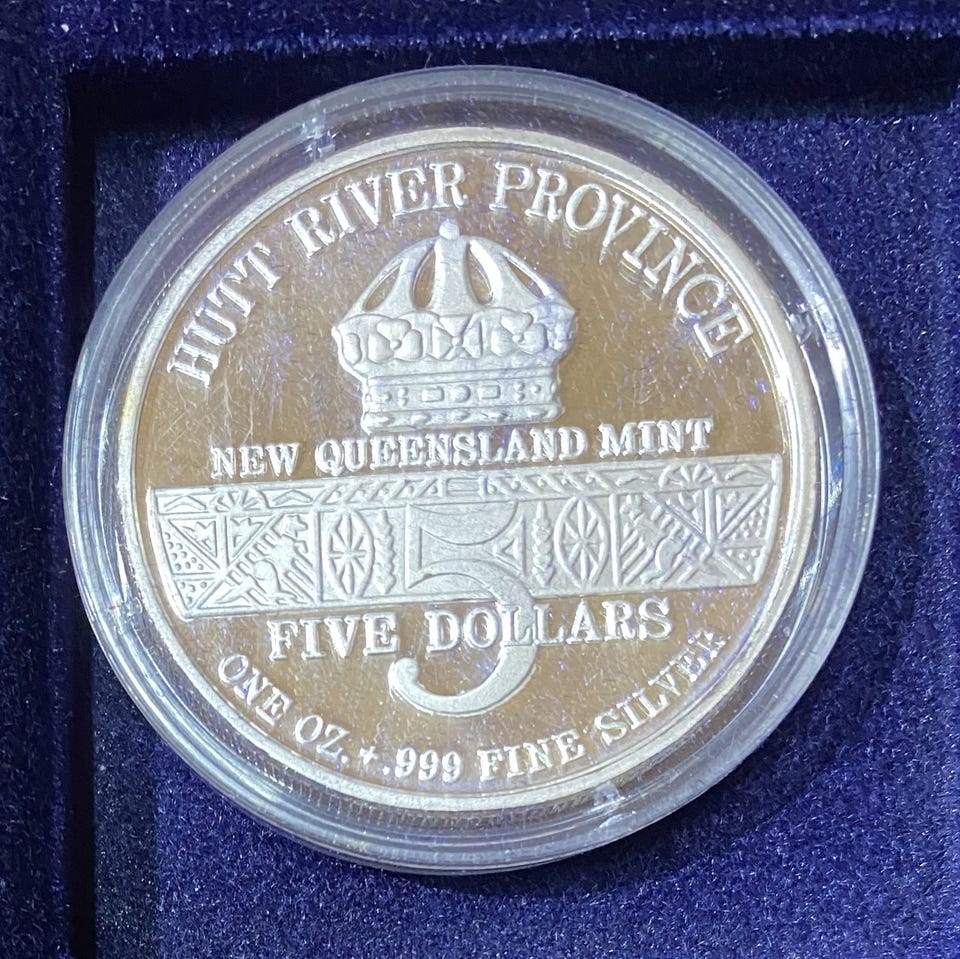 HUTT RIVER PROVINCE
NEW QUEENSLAND MINT
5
FIVE DOLLARS
ONE OZ. + .999 FINE SILVER